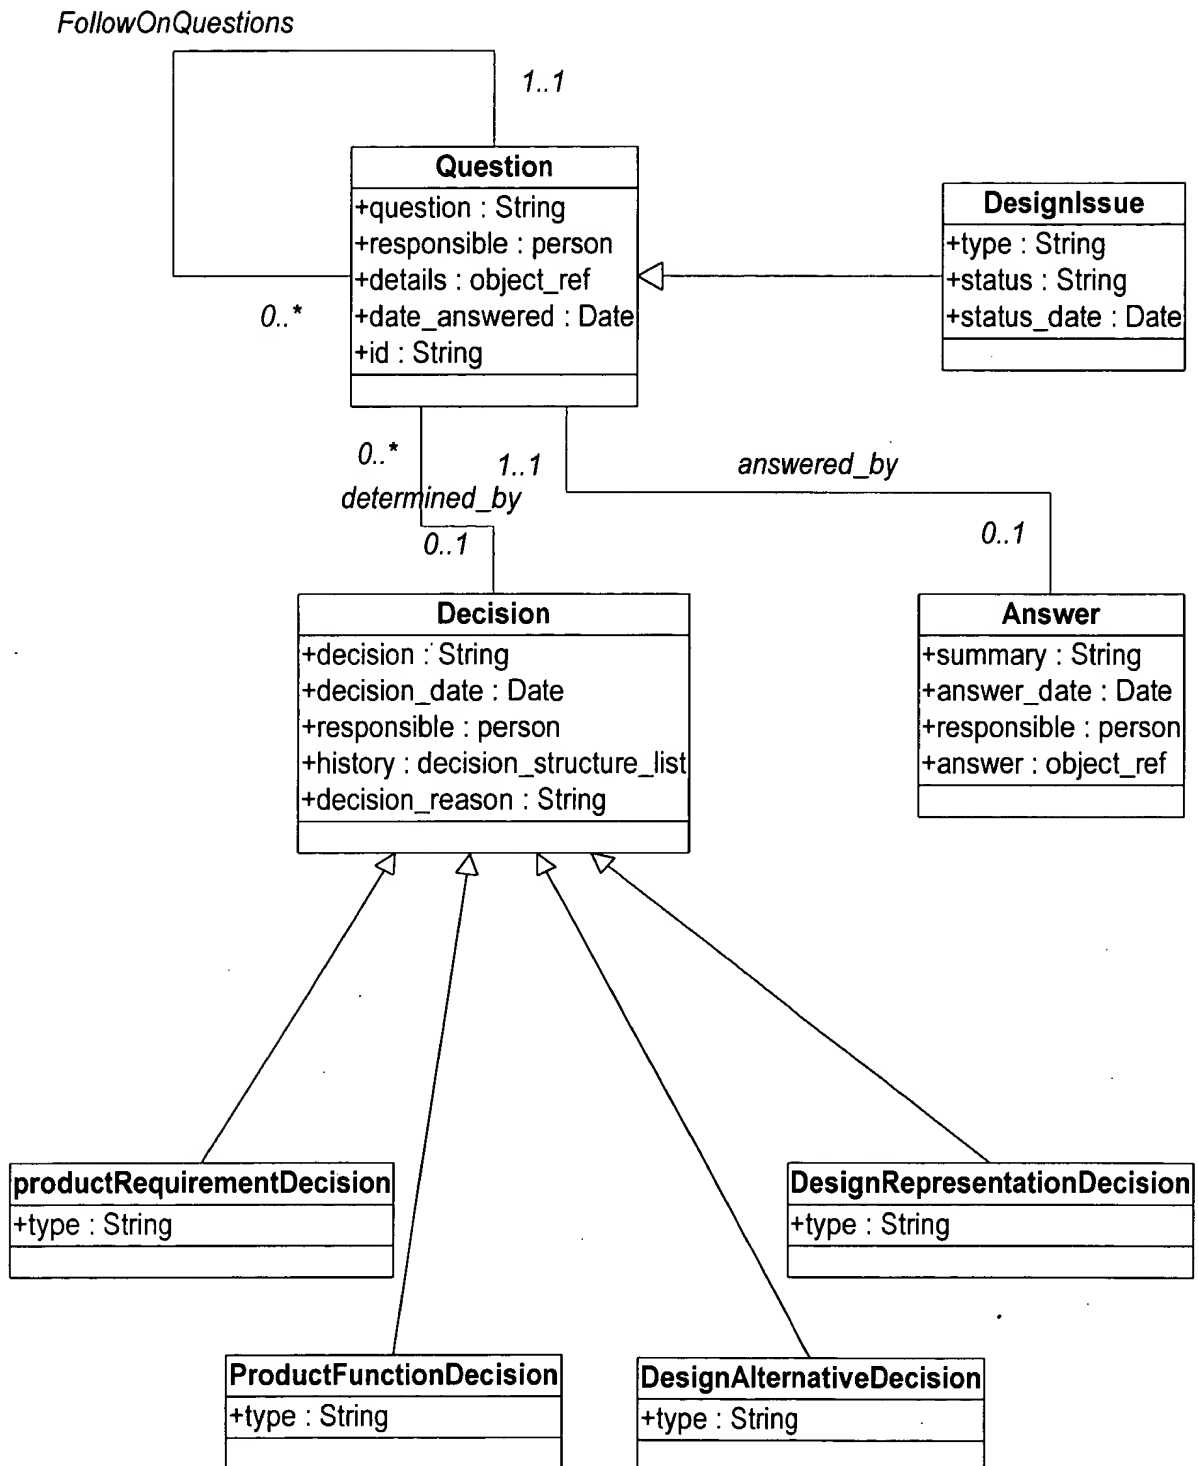 FollowOnQuestions
1..1
Question
+question : String
+responsible : person
+details : object_ref
+date_answered : Date
+id : String
0..*
DesignIssue
+type : String
+status : String
+status_date : Date
0..*
1..1
answered_by
determined_by
0..1
0..1
Decision
+decision : String
+decision_date : Date
+responsible : person
+history : decision_structure_list
+decision_reason : String
Answer
+summary : String
+answer_date : Date
+responsible : person
+answer : object_ref
productRequirementDecision
+type : String
DesignRepresentationDecision
+type : String
ProductFunctionDecision
+type : String
DesignAlternativeDecision
+type : String